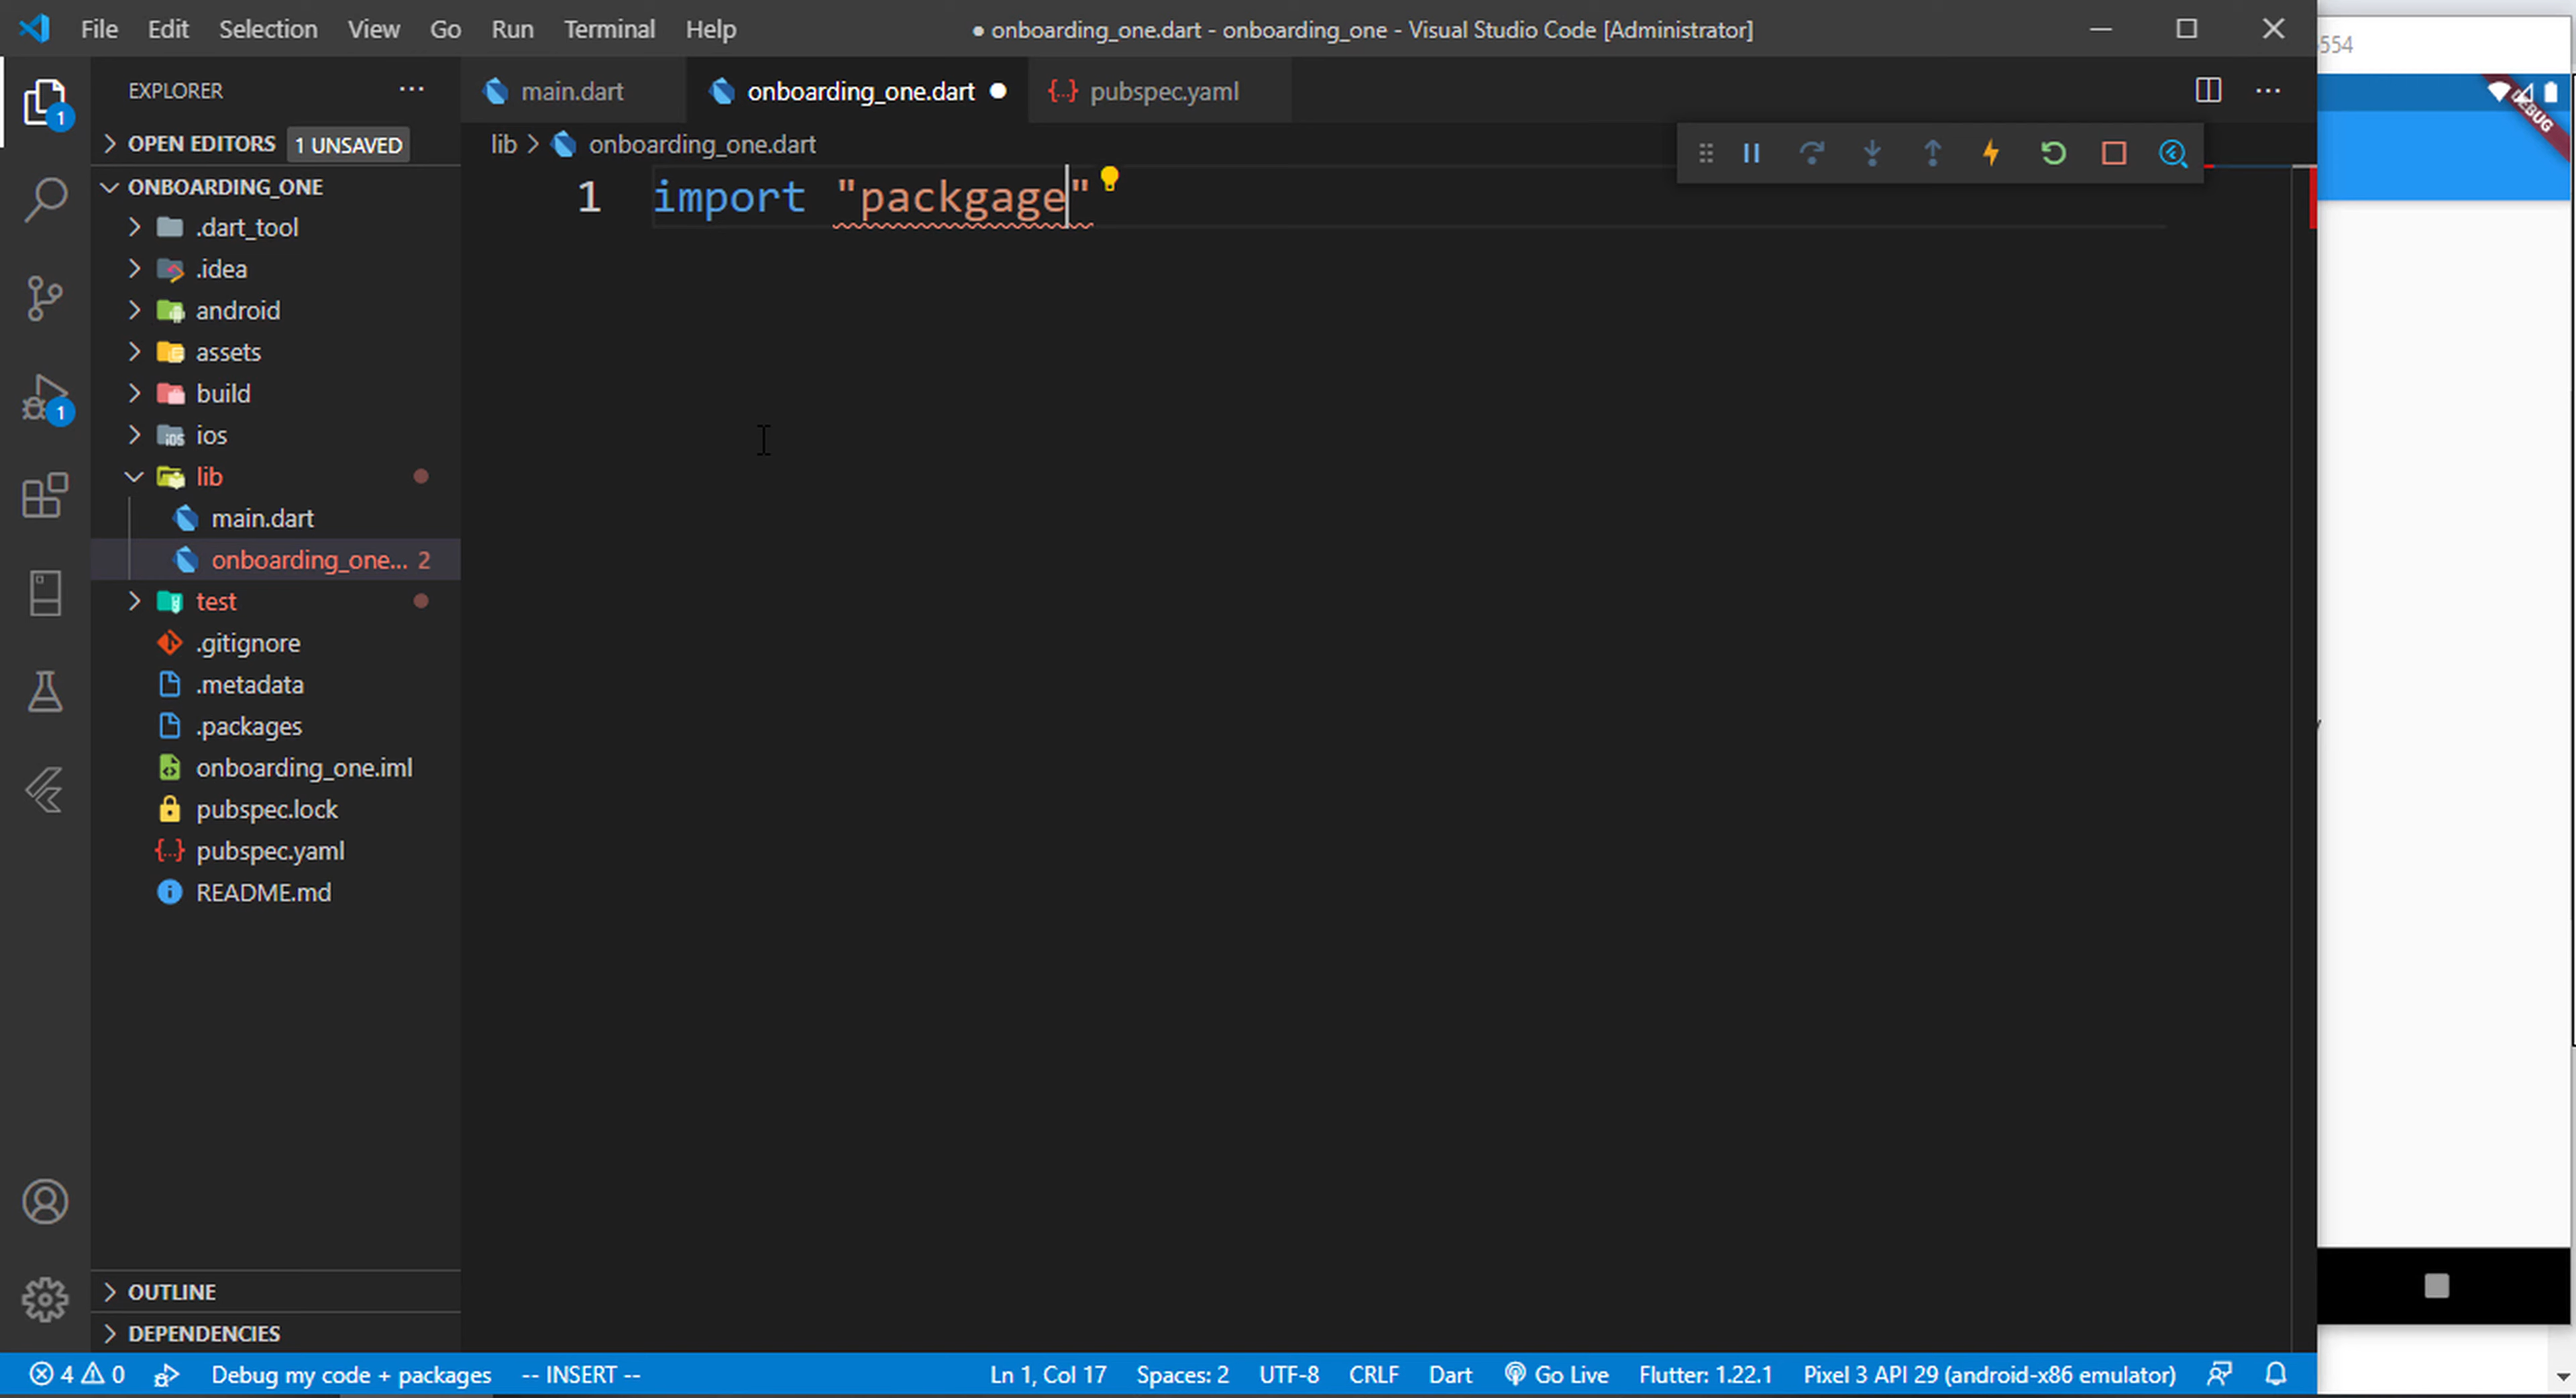 File Edit Selection View Go Run Terminal Help
● onboarding_one.dart - onboarding_one - Visual Studio Code [Administrator]
554
EXPLORER
main.dart
onboarding_one.dart
pubspec.yaml
DEBUG
1
OPEN EDITORS 1 UNSAVED
lib > onboarding_one.dart
ONBOARDING_ONE
1 import "packgage"
.dart_tool
.idea
android
assets
build
1
ios
lib
main.dart
onboarding_one... 2
test
.gitignore
.metadata
.packages
onboarding_one.iml
pubspec.lock
pubspec.yaml
README.md
OUTLINE
DEPENDENCIES
4 0 Debug my code + packages -- INSERT -- Ln 1, Col 17 Spaces: 2 UTF-8 CRLF Dart Go Live Flutter: 1.22.1 Pixel 3 API 29 (android-x86 emulator)